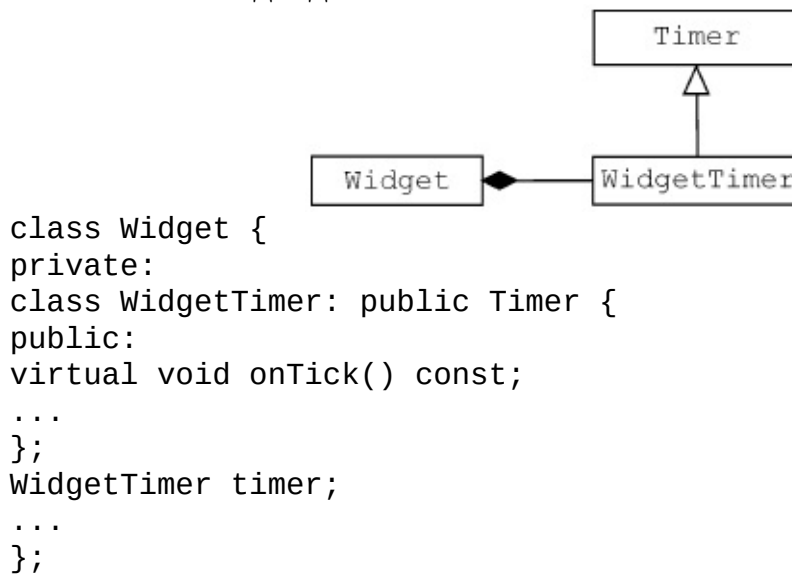 Timer
Widget
WidgetTimer
class Widget {
private:
class WidgetTimer: public Timer {
public:
virtual void onTick() const;
...
};
WidgetTimer timer;
...
};